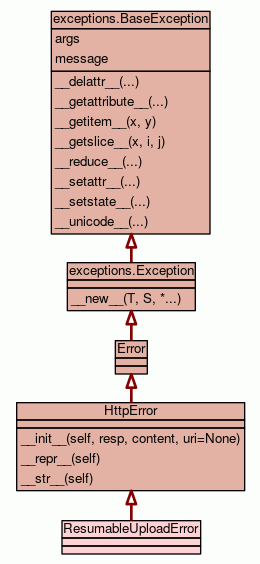 exceptions.BaseException
args
message
__delattr__(...)
__getattribute__(...)
__getitem__(x, y)
__getslice__(x, i, j)
__reduce__(...)
__setattr__(...)
__setstate__(...)
__unicode__(...)
exceptions.Exception
__new__(T, S, *...)
Error
HttpError
__init__(self, resp, content, uri=None)
__repr__(self)
__str__(self)
ResumableUploadError